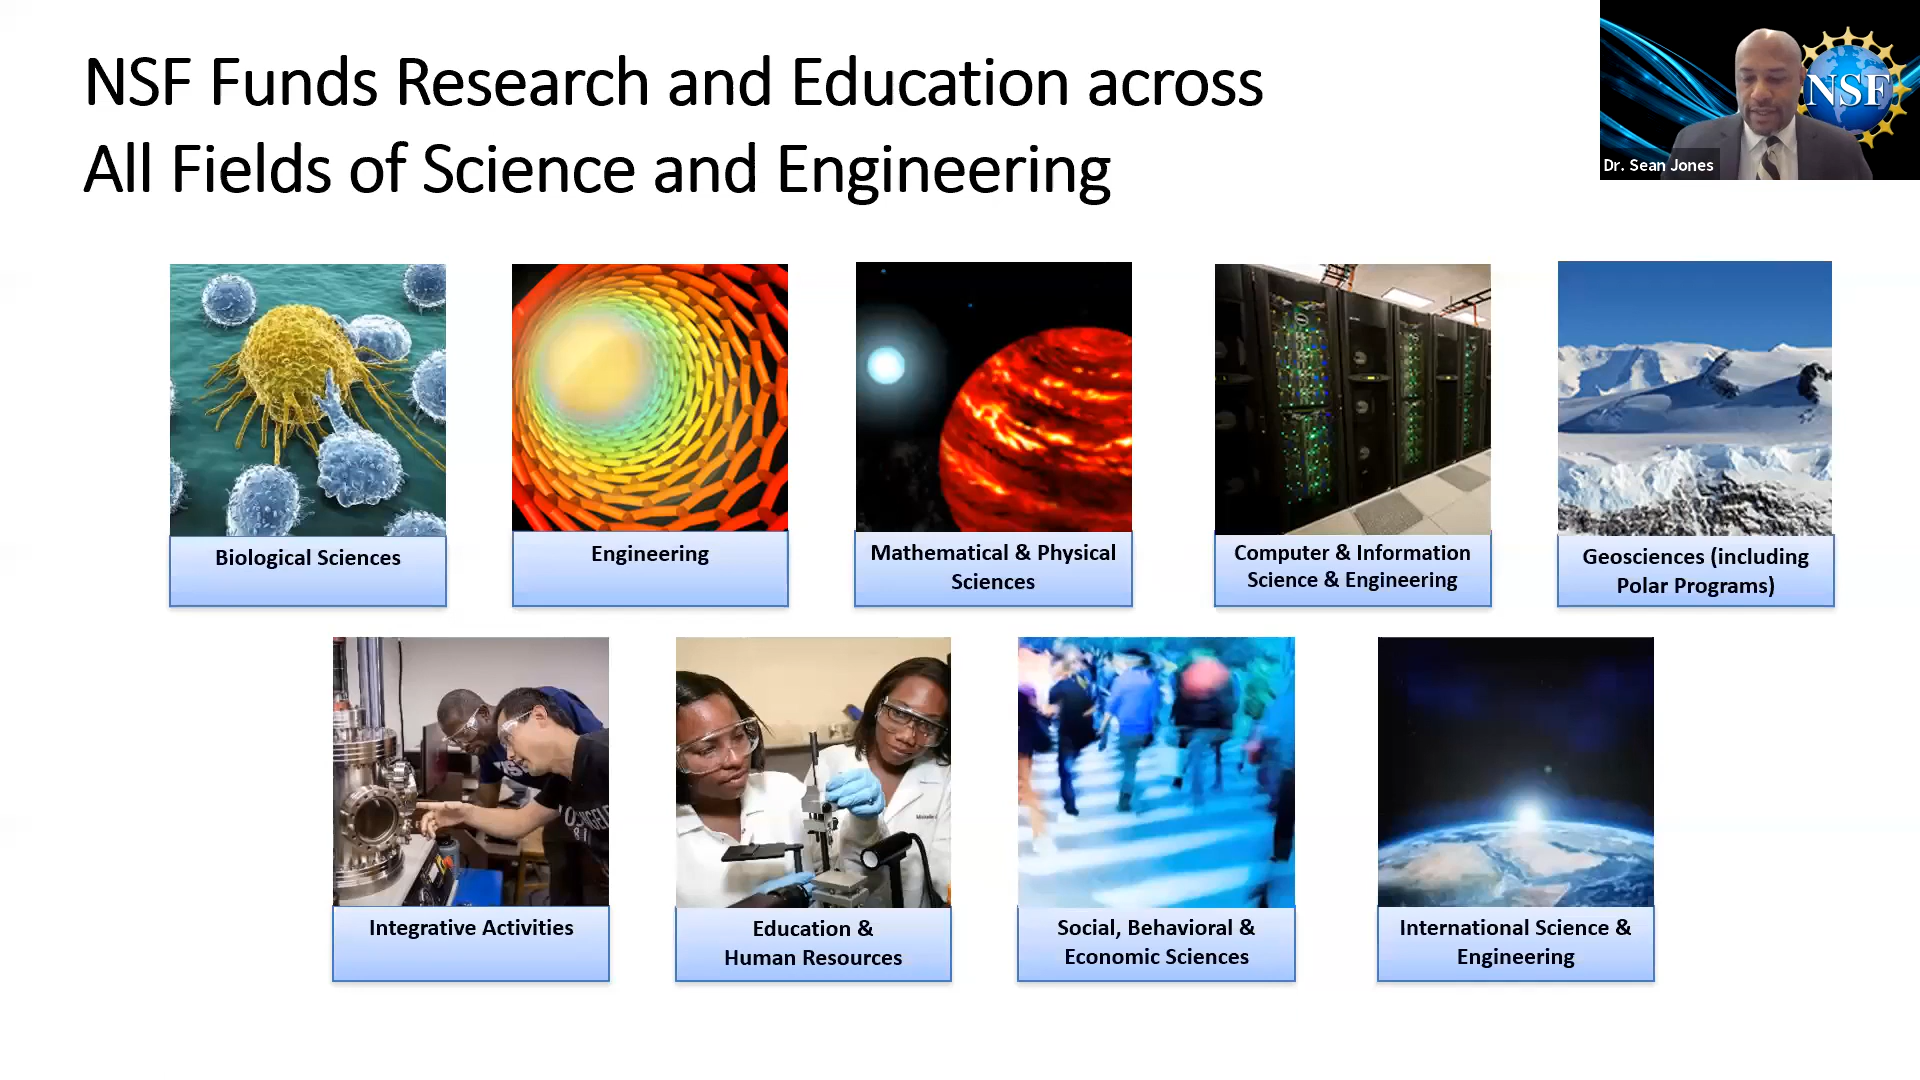 NSF Funds Research and Education across
All Fields of Science and Engineering
NSF
Dr. Sean Jones
Biological Sciences
Engineering
Mathematical & Physical
Sciences
Computer & Information
Science & Engineering
Geosciences (including
Polar Programs)
Integrative Activities
Education &
Human Resources
Social, Behavioral &
Economic Sciences
International Science &
Engineering